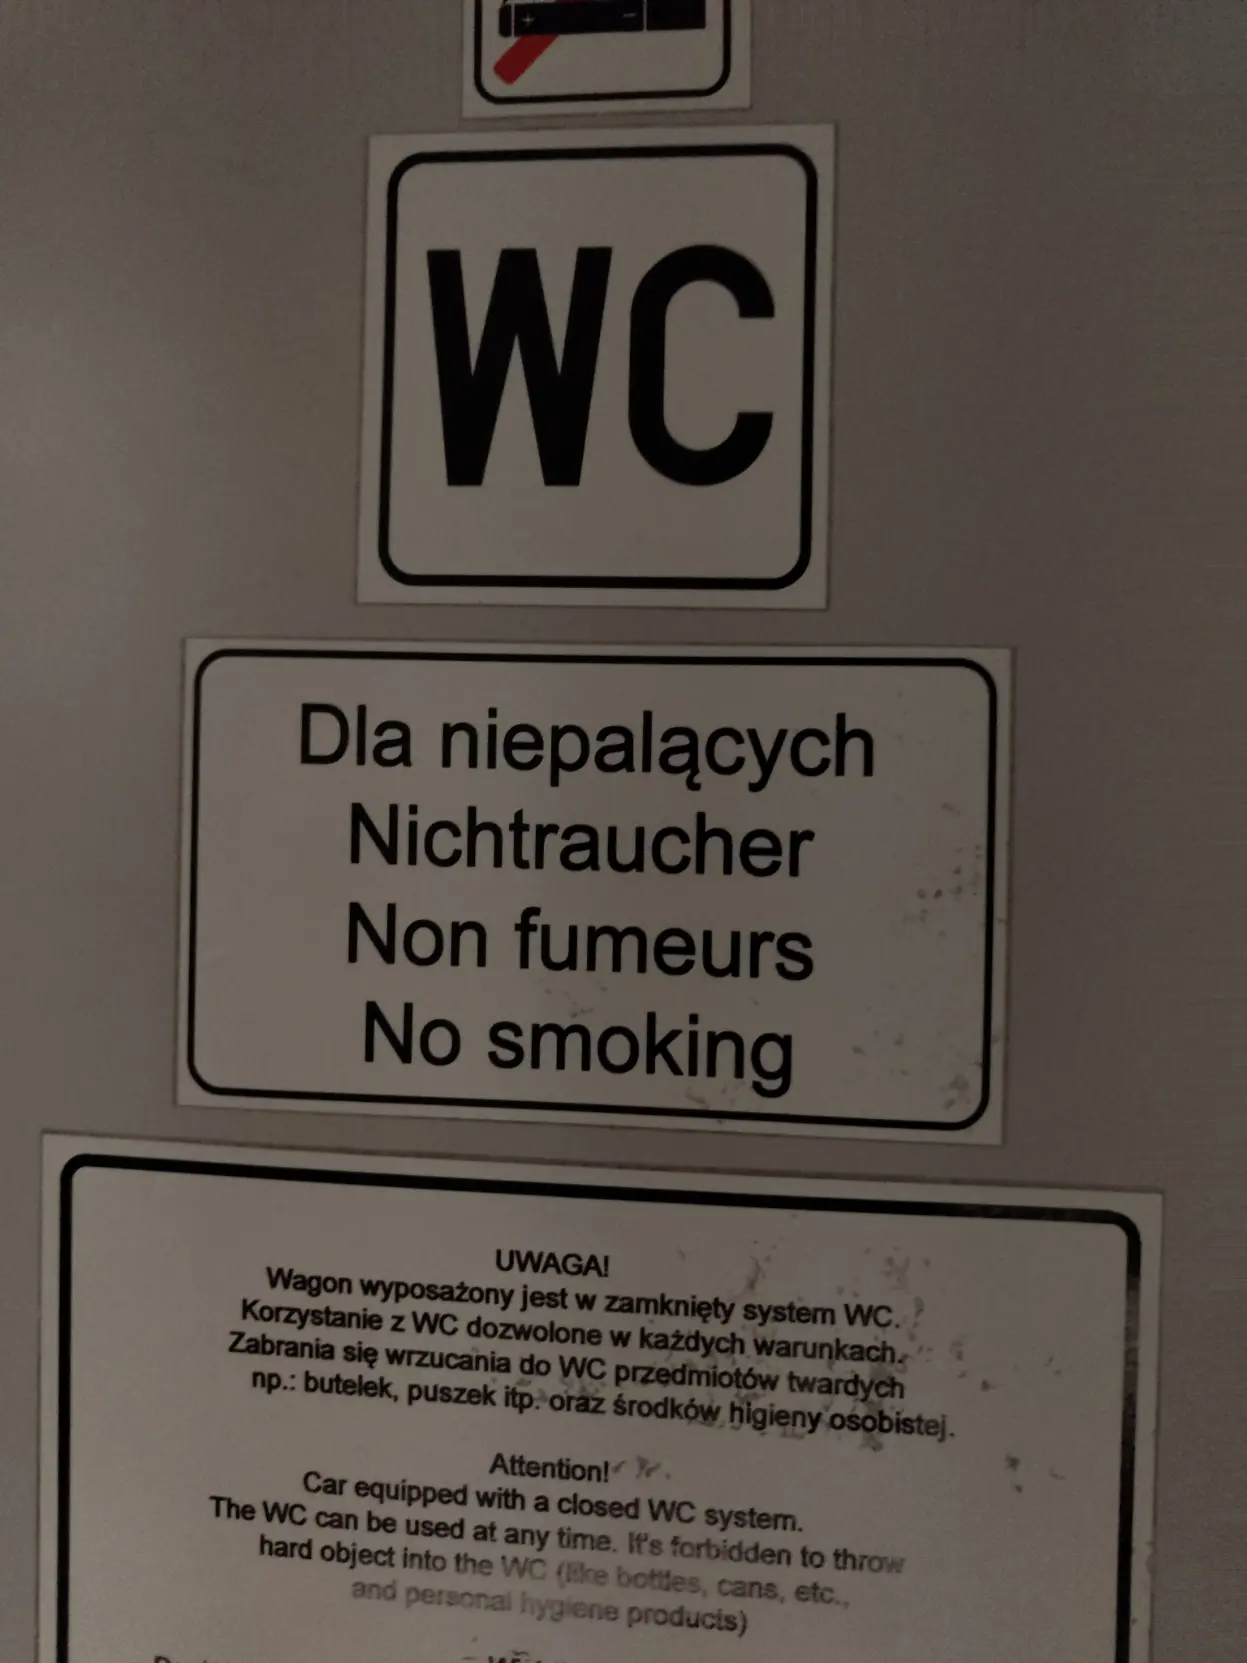 WC
Dla niepalących
Nichtraucher
Non fumeurs
No smoking
UWAGA!
Wagon wyposażony jest w zamknięty system WC.
Korzystanie z WC dozwolone w każdych warunkach.
Zabrania się wrzucania do WC przedmiotów twardych
np.: butelek, puszek itp. oraz środków higieny osobistej.
Attention!
Car equipped with a closed WC system.
The WC can be used at any time. It's forbidden to throw
hard object into the WC (like bottles, cans, etc.,
and personal hygiene products)